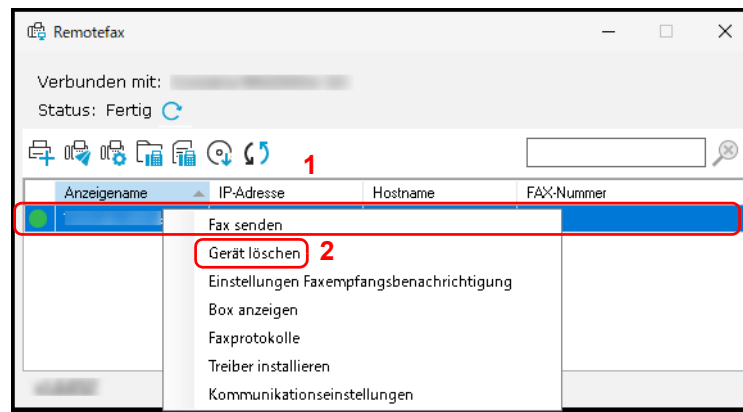 Remotefax
Verbunden mit:
Status: Fertig
1
Anzeigename IP-Adresse Hostname FAX-Nummer
Fax senden
Gerät löschen 2
Einstellungen Faxempfangsbenachrichtigung
Box anzeigen
Faxprotokolle
Treiber installieren
Kommunikationseinstellungen